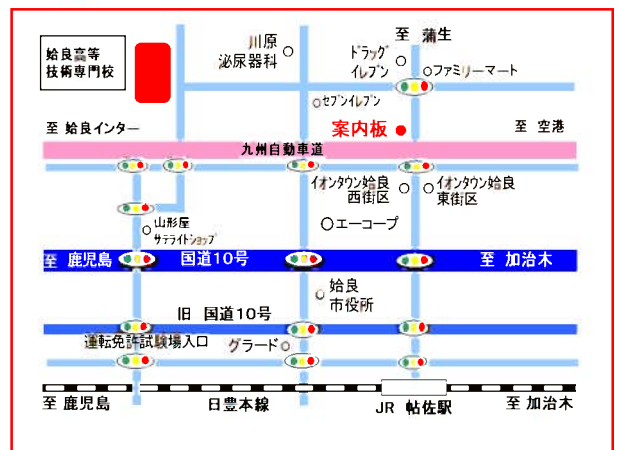 至 蒲生
川原
泌尿器科
ドラッグ
イレブン
ファミリーマート
姶良高等
技術専門校
セブンイレブン
案内板
至 姶良インター
至 空港
九州自動車道
イオンタウン姶良
西街区
イオンタウン姶良
東街区
山形屋
サテライトショップ
エーコープ
至 鹿児島
国道10号
至 加治木
姶良
市役所
旧 国道10号
運転免許試験場入口
グラード
至 鹿児島
日豊本線
JR 帖佐駅
至 加治木